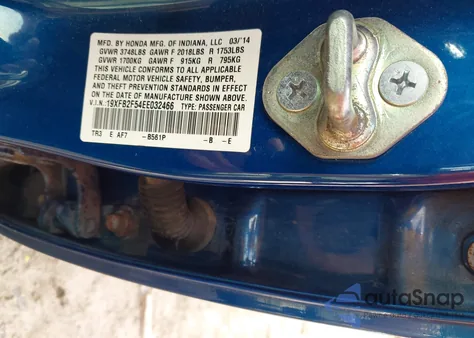 MFD. BY HONDA MFG. OF INDIANA, LLC 03/'14
GVWR 3748LBS GAWR F 2018LBS R 1753LBS
GVWR 1700KG GAWR F 915KG R 795KG
THIS VEHICLE CONFORMS TO ALL APPLICABLE
FEDERAL MOTOR VEHICLE SAFETY, BUMPER,
AND THEFT PREVENTION STANDARDS IN EFFECT
ON THE DATE OF MANUFACTURE SHOWN ABOVE.
V.I.N.:19XFB2F54EE032466 TYPE: PASSENGER CAR
TR3 E AF7 -B561P -B -E
autoSnap